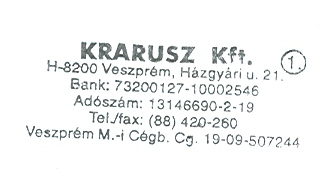 KRARUSZ Kft. 1.
H-8200 Veszprém, Házgyári u. 21.
Bank: 73200127-10002546
Adószám: 13146690-2-19
Tel./fax: (88) 420-260
Veszprém M.-i Cégb. Cg. 19-09-507244